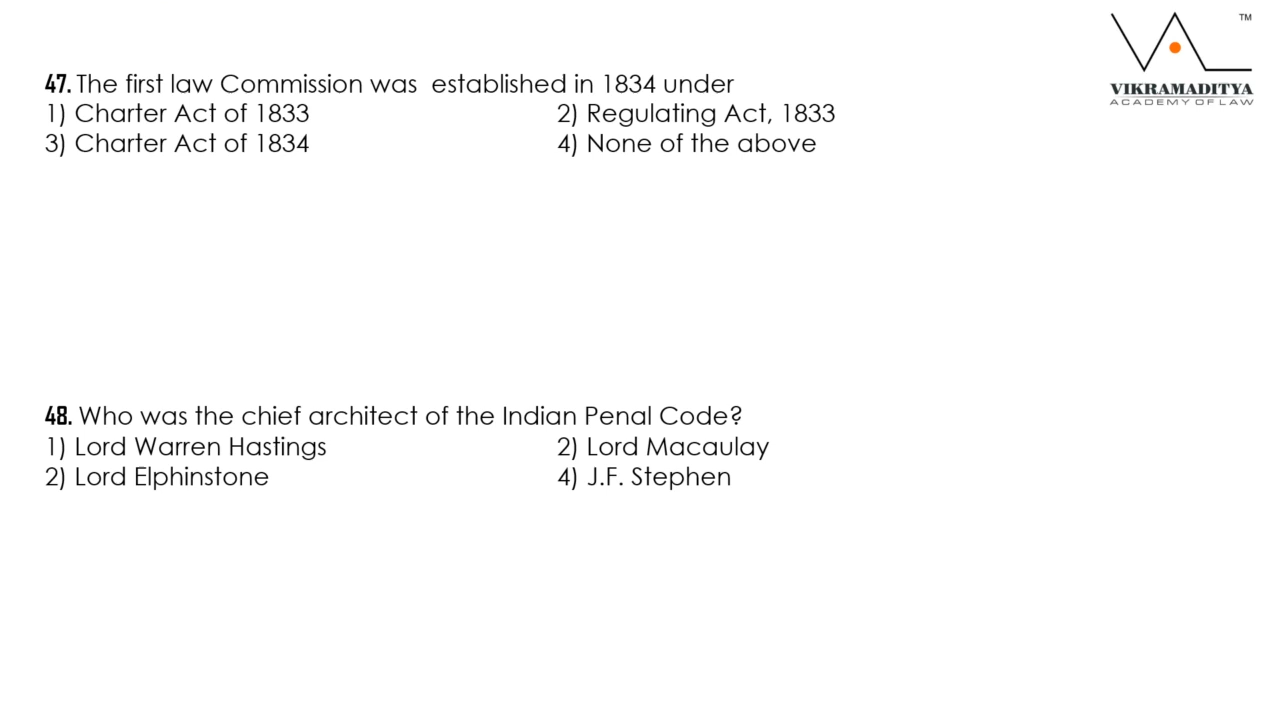 TM
VIKRAMADITYA
ACADEMY OF LAW
47. The first law Commission was  established in 1834 under
1) Charter Act of 1833 2) Regulating Act, 1833
3) Charter Act of 1834 4) None of the above
48. Who was the chief architect of the Indian Penal Code?
1) Lord Warren Hastings 2) Lord Macaulay
2) Lord Elphinstone 4) J.F. Stephen